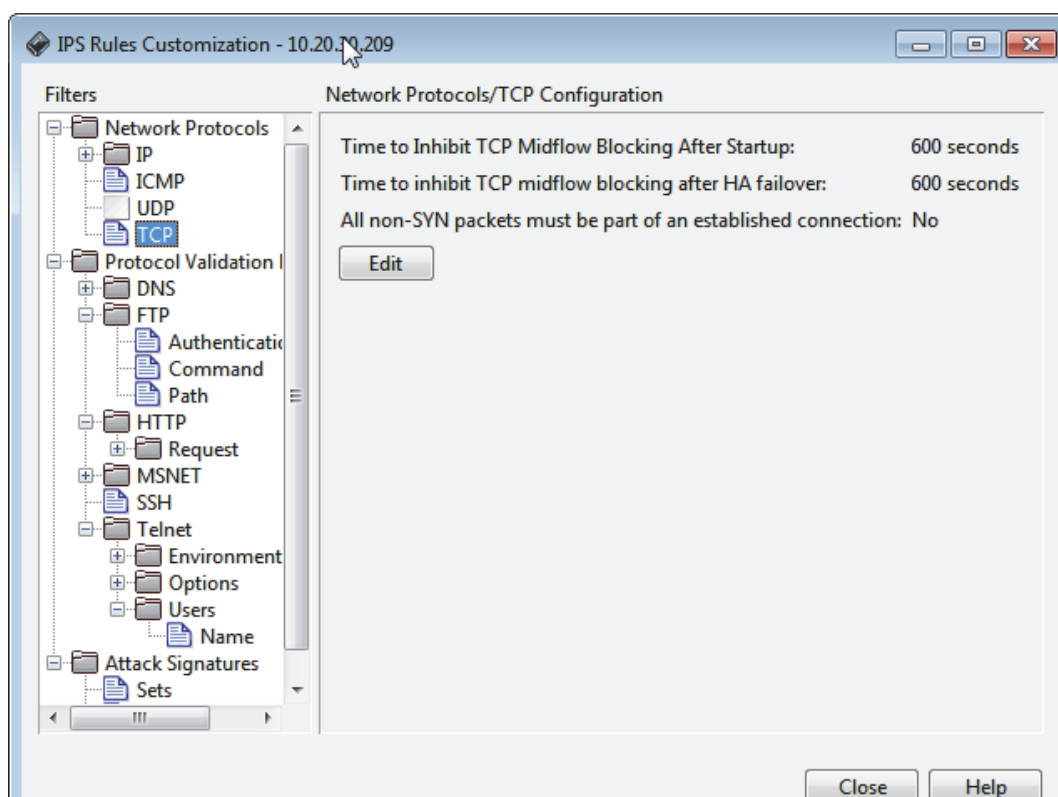 IPS Rules Customization - 10.20.30.209
Filters
Network Protocols/TCP Configuration
Network Protocols
IP
ICMP
UDP
TCP
Protocol Validation
DNS
FTP
Authenticatic
Command
Path
HTTP
Request
MSNET
SSH
Telnet
Environment
Options
Users
Name
Attack Signatures
Sets
Time to Inhibit TCP Midflow Blocking After Startup: 600 seconds
Time to inhibit TCP midflow blocking after HA failover: 600 seconds
All non-SYN packets must be part of an established connection: No
Edit
Close
Help